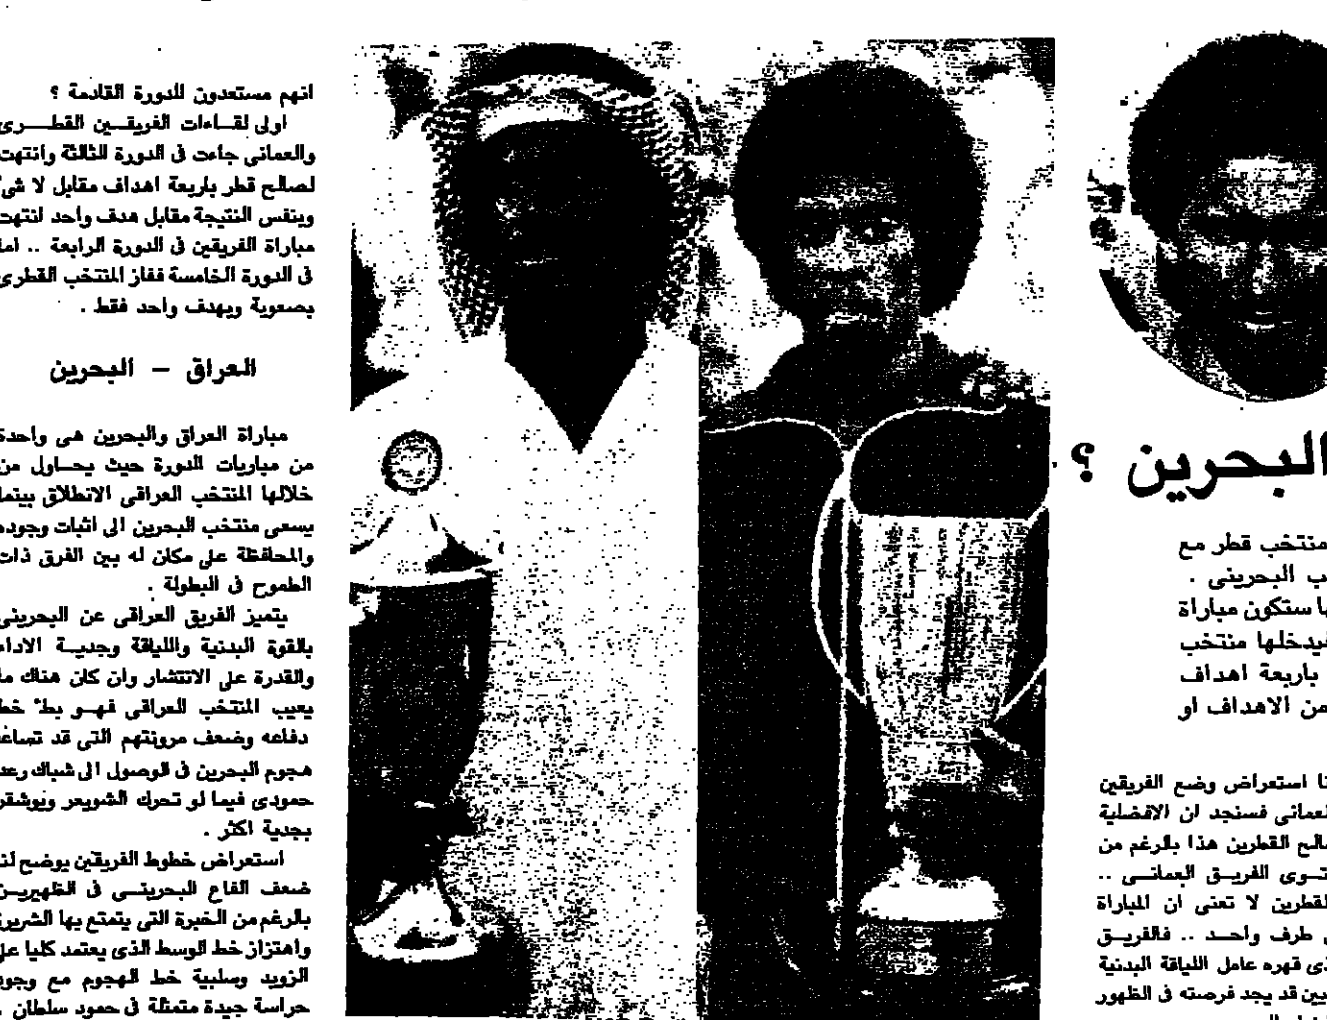 البحرين ؟
منتخب قطر مع
ب البحرينى .
ها ستكون مباراة
فيدخلها منتخب
باربعة اهداف
من الاهداف او
نا استعراض وضع الفريقين
لعمانى فسنجد ان الافضلية
الح القطرين هذا بالرغم من
توى الفريق العمانى ..
لقطرين لا تعنى ان المباراة
طرف واحد .. فالفريق
ذى قهره عامل اللياقة البدنية
يين قد يجد فرصته فى الظهور
انهم مستعدون للدورة القادمة ؟
اولى لقاءات الفريقين القطرى
والعمانى جاءت فى الدورة الثالثة وانتهت
لصالح قطر باربعة اهداف مقابل لا شىء
وبنفس النتيجة مقابل هدف واحد انتهت
مباراة الفريقين فى الدورة الرابعة .. اما
فى الدورة الخامسة ففاز المنتخب القطرى
بصعوبة وبهدف واحد فقط .
العراق – البحرين
مباراة العراق والبحرين هى واحدة
من مباريات الدورة حيث يحاول من
خلالها المنتخب العراقى الانطلاق بينما
يسعى منتخب البحرين الى اثبات وجوده
والمحافظة على مكان له بين الفرق ذات
الطموح فى البطولة .
يتميز الفريق العراقى عن البحرينى
بالقوة البدنية واللياقة وجدية الاداء
والقدرة على الانتشار وان كان هناك ما
يعيب المنتخب العراقى فهو بطء خط
دفاعه وضعف مرونتهم التى قد تساعد
هجوم البحرين فى الوصول الى شباك رعد
حمودى فيما لو تحرك الشويعر وبوشقر
بجدية اكثر .
استعراض خطوط الفريقين يوضح لنا
ضعف الفاع البحرينى فى الظهيرين
بالرغم من الخبرة التى يتمتع بها الشريرة
واهتزاز خط الوسط الذى يعتمد كليا على
الزويد وسلبية خط الهجوم مع وجود
حراسة جيدة متمثلة فى حمود سلطان .